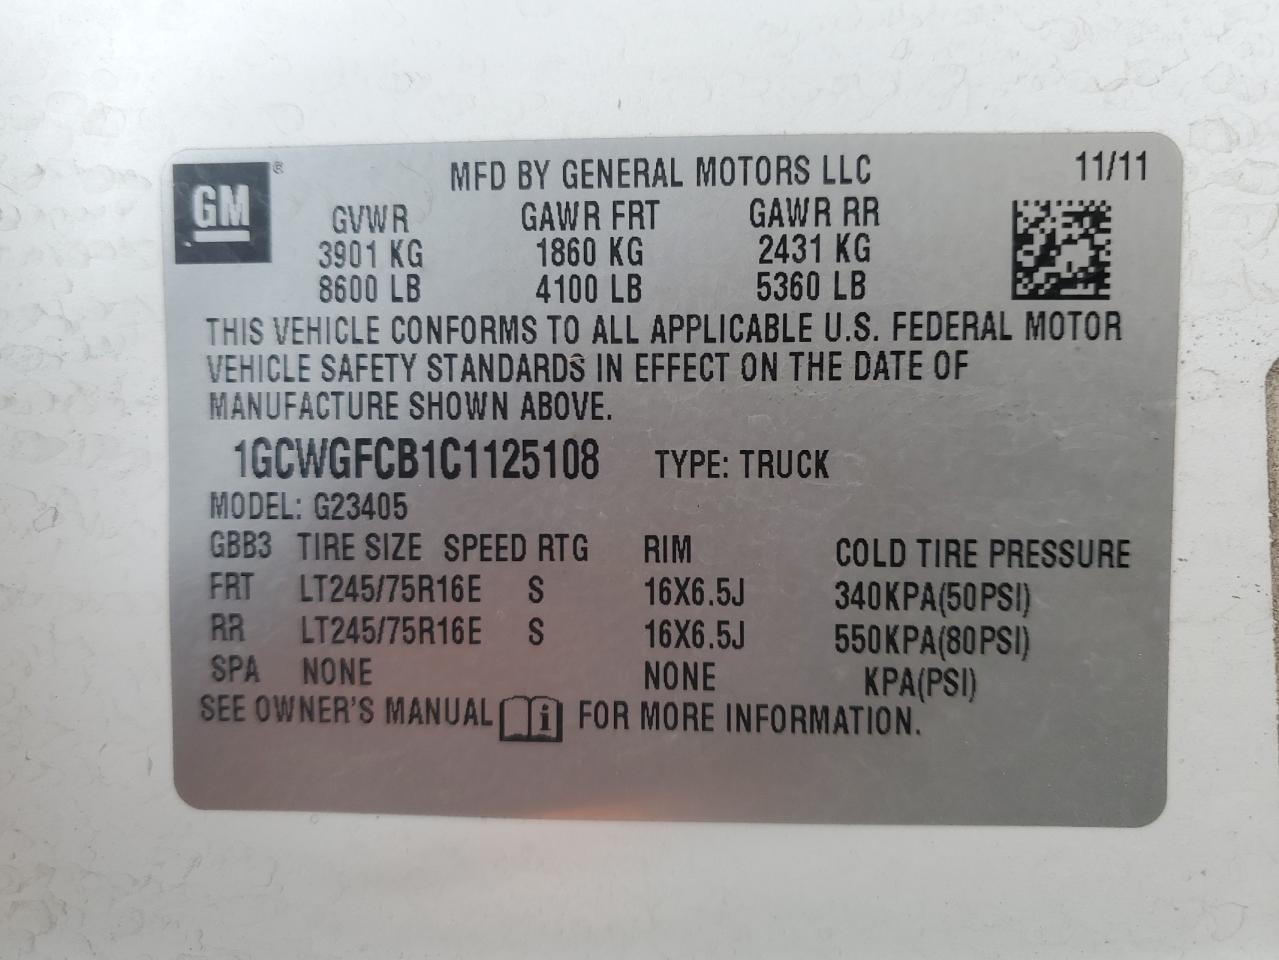 GM ®
MFD BY GENERAL MOTORS LLC 11/11
GVWR GAWR FRT GAWR RR
3901 KG 1860 KG 2431 KG
8600 LB 4100 LB 5360 LB
THIS VEHICLE CONFORMS TO ALL APPLICABLE U.S. FEDERAL MOTOR
VEHICLE SAFETY STANDARDS IN EFFECT ON THE DATE OF
MANUFACTURE SHOWN ABOVE.
1GCWGFCB1C1125108 TYPE: TRUCK
MODEL: G23405
GBB3 TIRE SIZE SPEED RTG RIM COLD TIRE PRESSURE
FRT LT245/75R16E S 16X6.5J 340KPA(50PSI)
RR LT245/75R16E S 16X6.5J 550KPA(80PSI)
SPA NONE NONE KPA(PSI)
SEE OWNER'S MANUAL i FOR MORE INFORMATION.